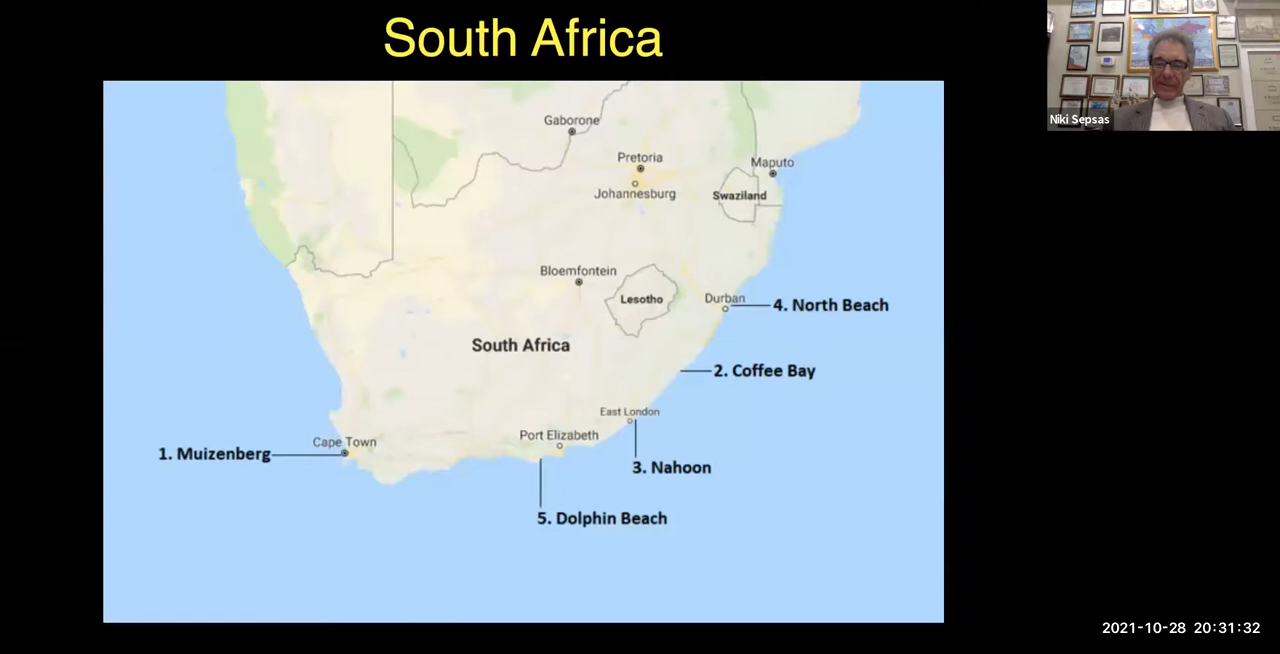 South Africa
Niki Sepsas
Gaborone
Pretoria
Maputo
Johannesburg
Swaziland
Bloemfontein
Lesotho
Durban
4. North Beach
South Africa
2. Coffee Bay
East London
Port Elizabeth
Cape Town
1. Muizenberg
3. Nahoon
5. Dolphin Beach
2021-10-28 20:31:32